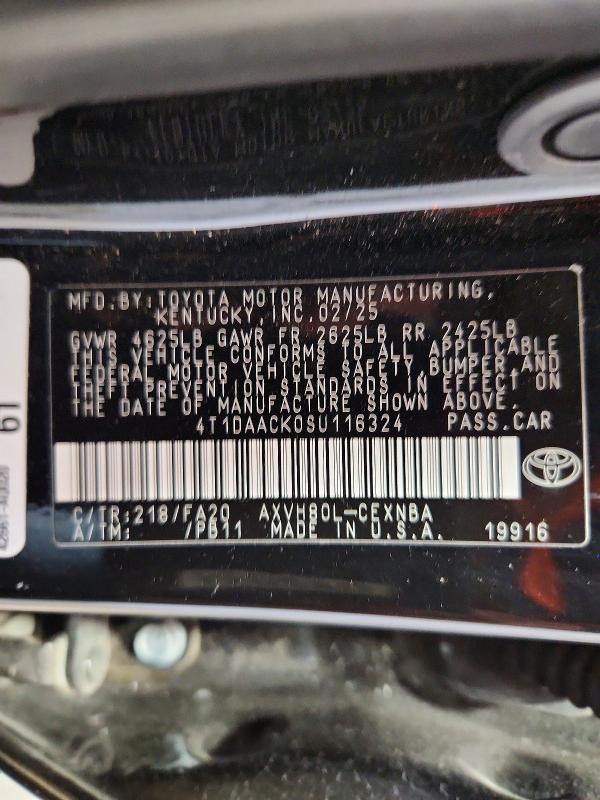 MFD.BY:TOYOTA MOTOR MANUFACTURING,
KENTUCKY,INC.02/25
GVWR 4625LB GAWR FR 2625LB RR 2425LB
THIS VEHICLE CONFORMS TO ALL APPLICABLE
FEDERAL MOTOR VEHICLE SAFETY, BUMPER,AND
THEFT PREVENTION STANDARDS IN EFFECT ON
THE DATE OF MANUFACTURE SHOWN ABOVE.
4T1DAACK0SU116324 PASS.CAR
C/TR:218/FA20 AXVH80L-CEXNBA
A/TM: /PB11 MADE IN U.S.A. 19916
61